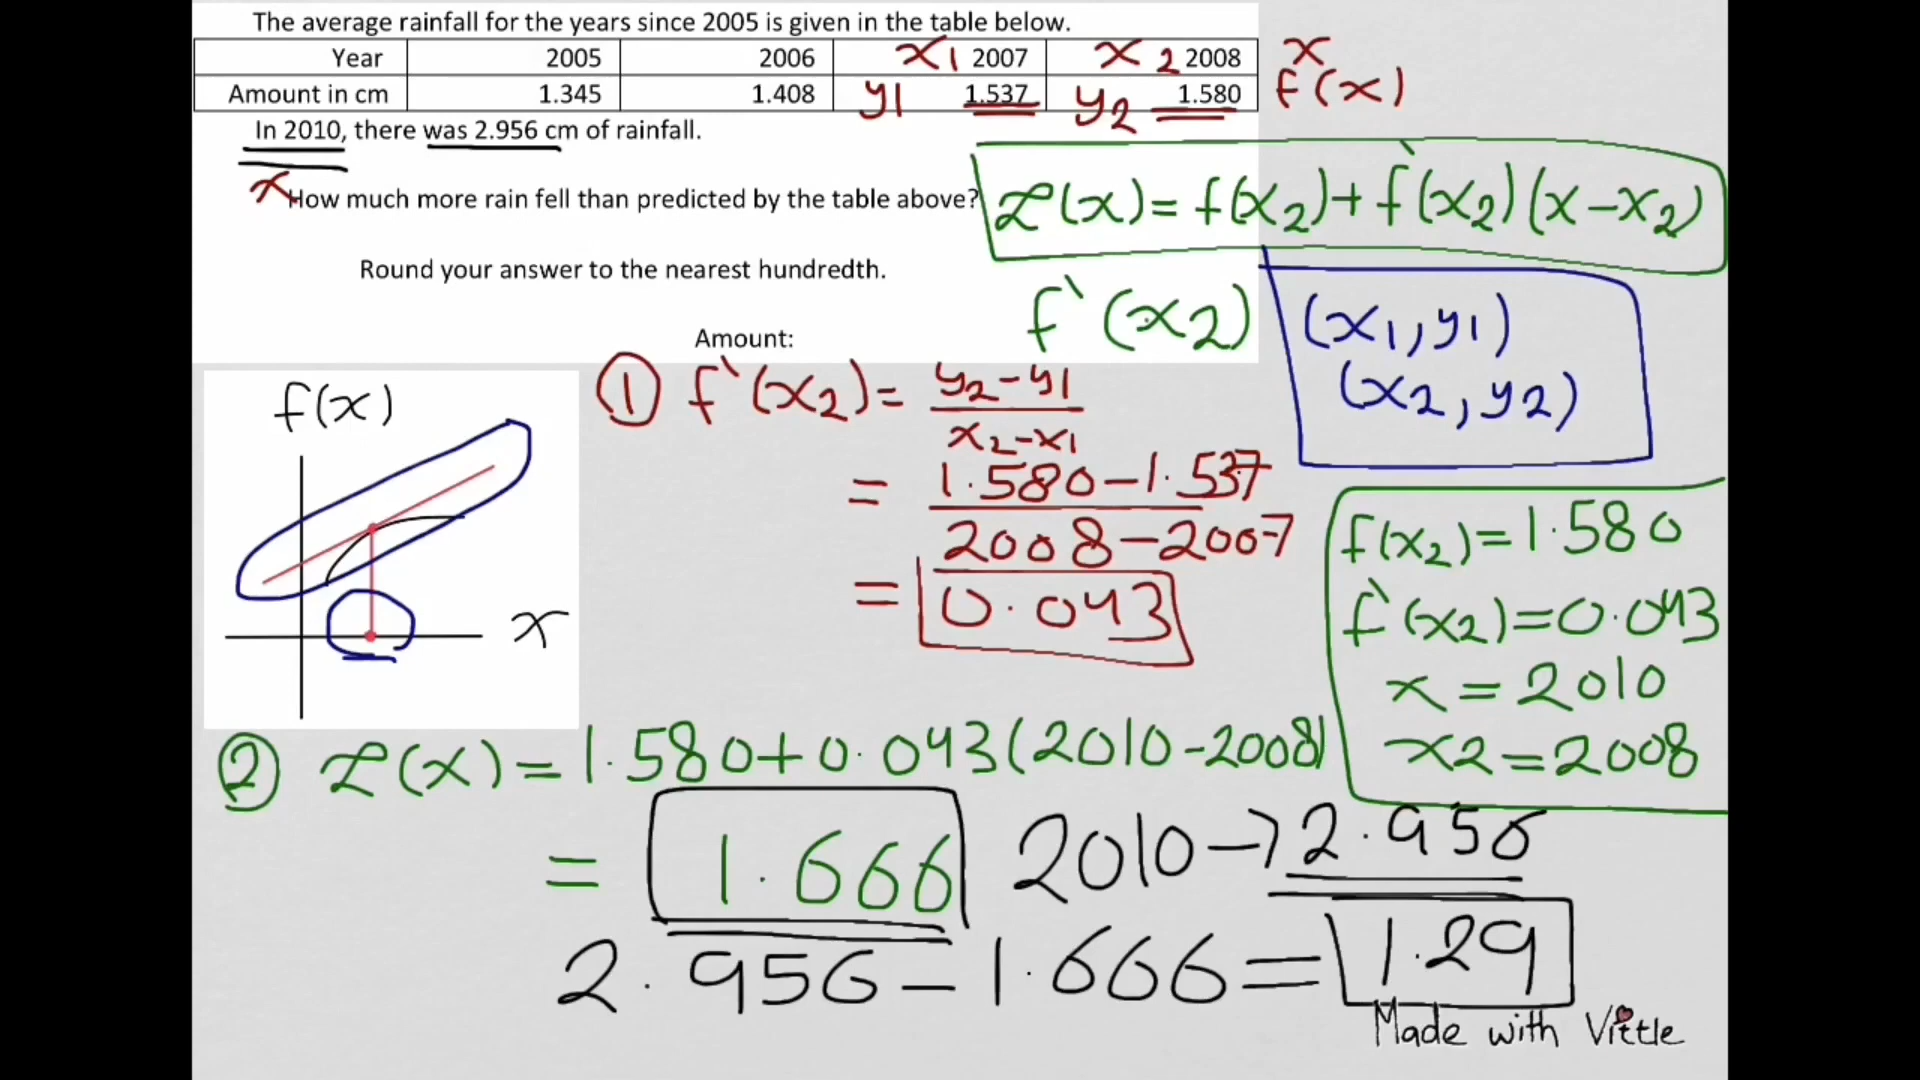 The average rainfall for the years since 2005 is given in the table below.
Year 2005 2006 x1 2007 x2 2008 x
Amount in cm 1.345 1.408 y1 1.537 y2 1.580 f(x)
In 2010, there was 2.956 cm of rainfall.
x
How much more rain fell than predicted by the table above?
L(x)=f(x2)+f`(x2)(x-x2)
Round your answer to the nearest hundredth.
f`(x2)
(x1,y1)
(x2,y2)
Amount:
f(x)
x
① f`(x2)= y2-y1
x2-x1
= 1.580-1.537
2008-2007
= 0.043
f(x2)=1.580
f`(x2)=0.043
x=2010
x2=2008
② L(x)=1.580+0.043(2010-2008)
= 1.666
2010→2.956
2.956-1.666=1.29
Made with Vittle